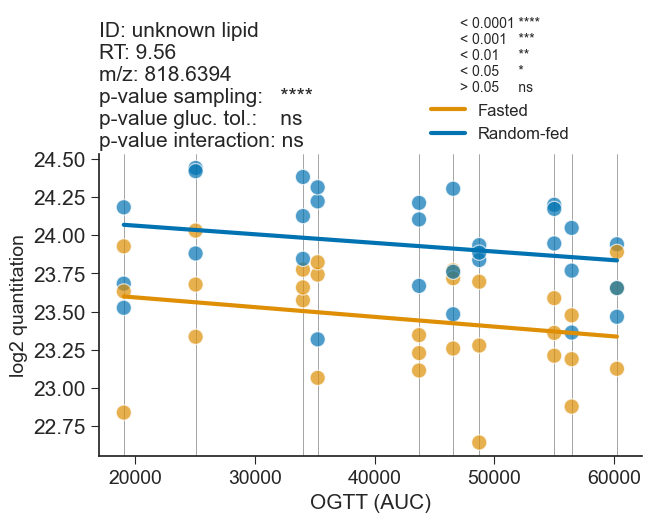 ID: unknown lipid
RT: 9.56
m/z: 818.6394
p-value sampling: ****
p-value gluc. tol.: ns
p-value interaction: ns
< 0.0001 ****
< 0.001 ***
< 0.01 **
< 0.05 *
> 0.05 ns
Fasted
Random-fed
log2 quantitation
24.50
24.25
24.00
23.75
23.50
23.25
23.00
22.75
20000 30000 40000 50000 60000
OGTT (AUC)